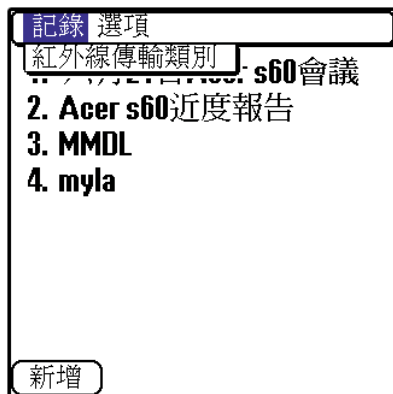 記錄 選項
紅外線傳輸類別
s60會議
2. Acer s60近度報告
3. MMDL
4. myla
新增